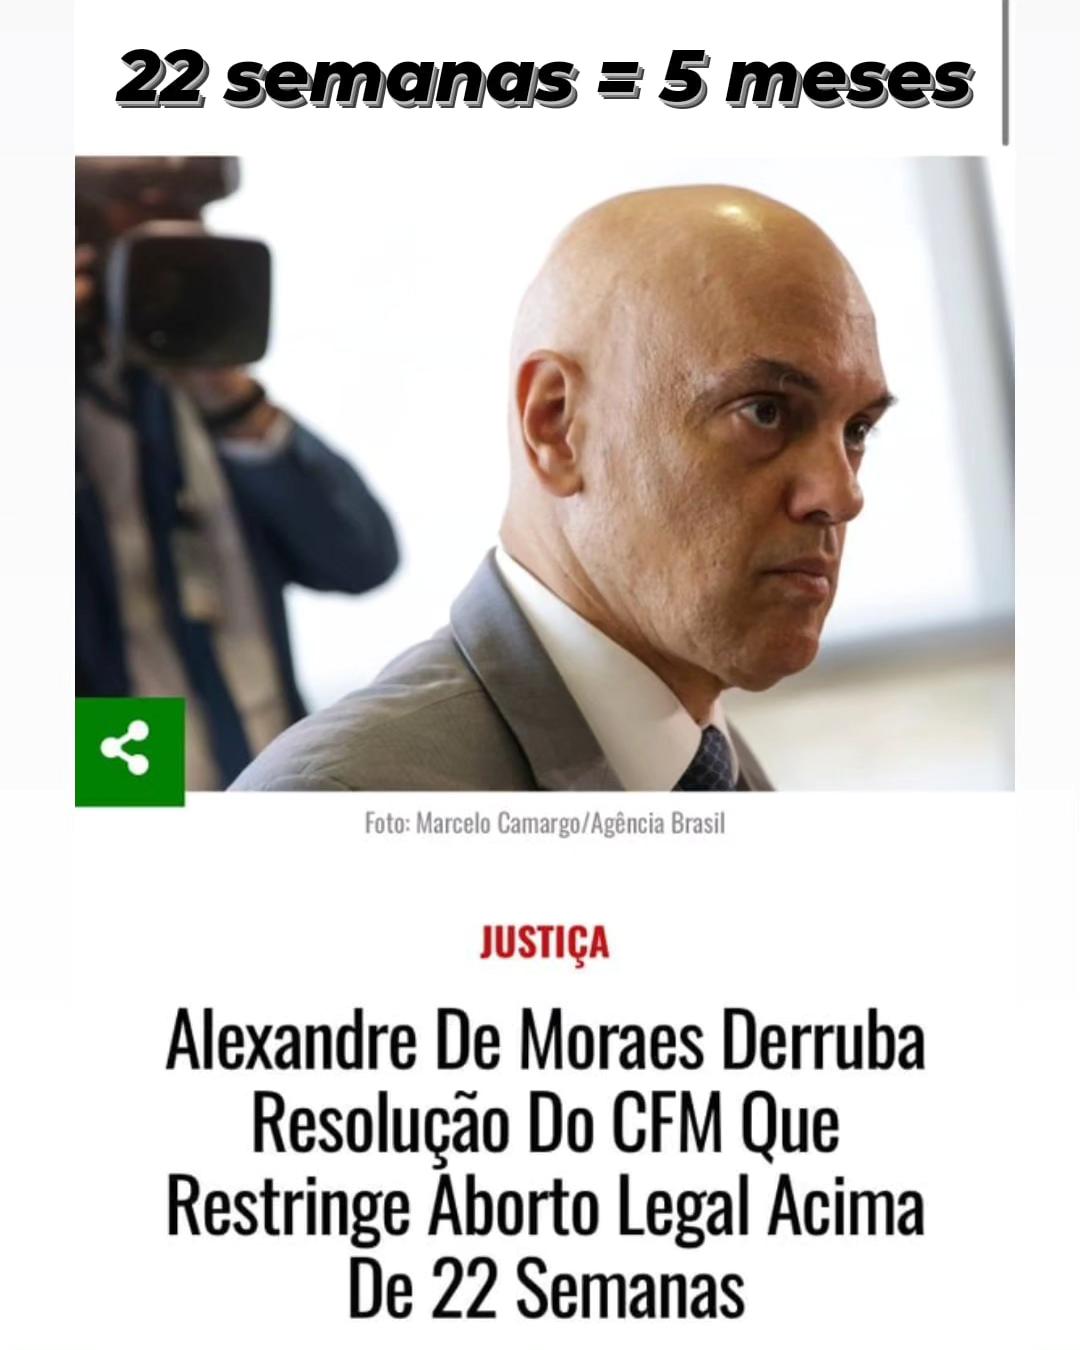 22 semanas = 5 meses
Foto: Marcelo Camargo/Agência Brasil
JUSTIÇA
Alexandre De Moraes Derruba
Resolução Do CFM Que
Restringe Aborto Legal Acima
De 22 Semanas